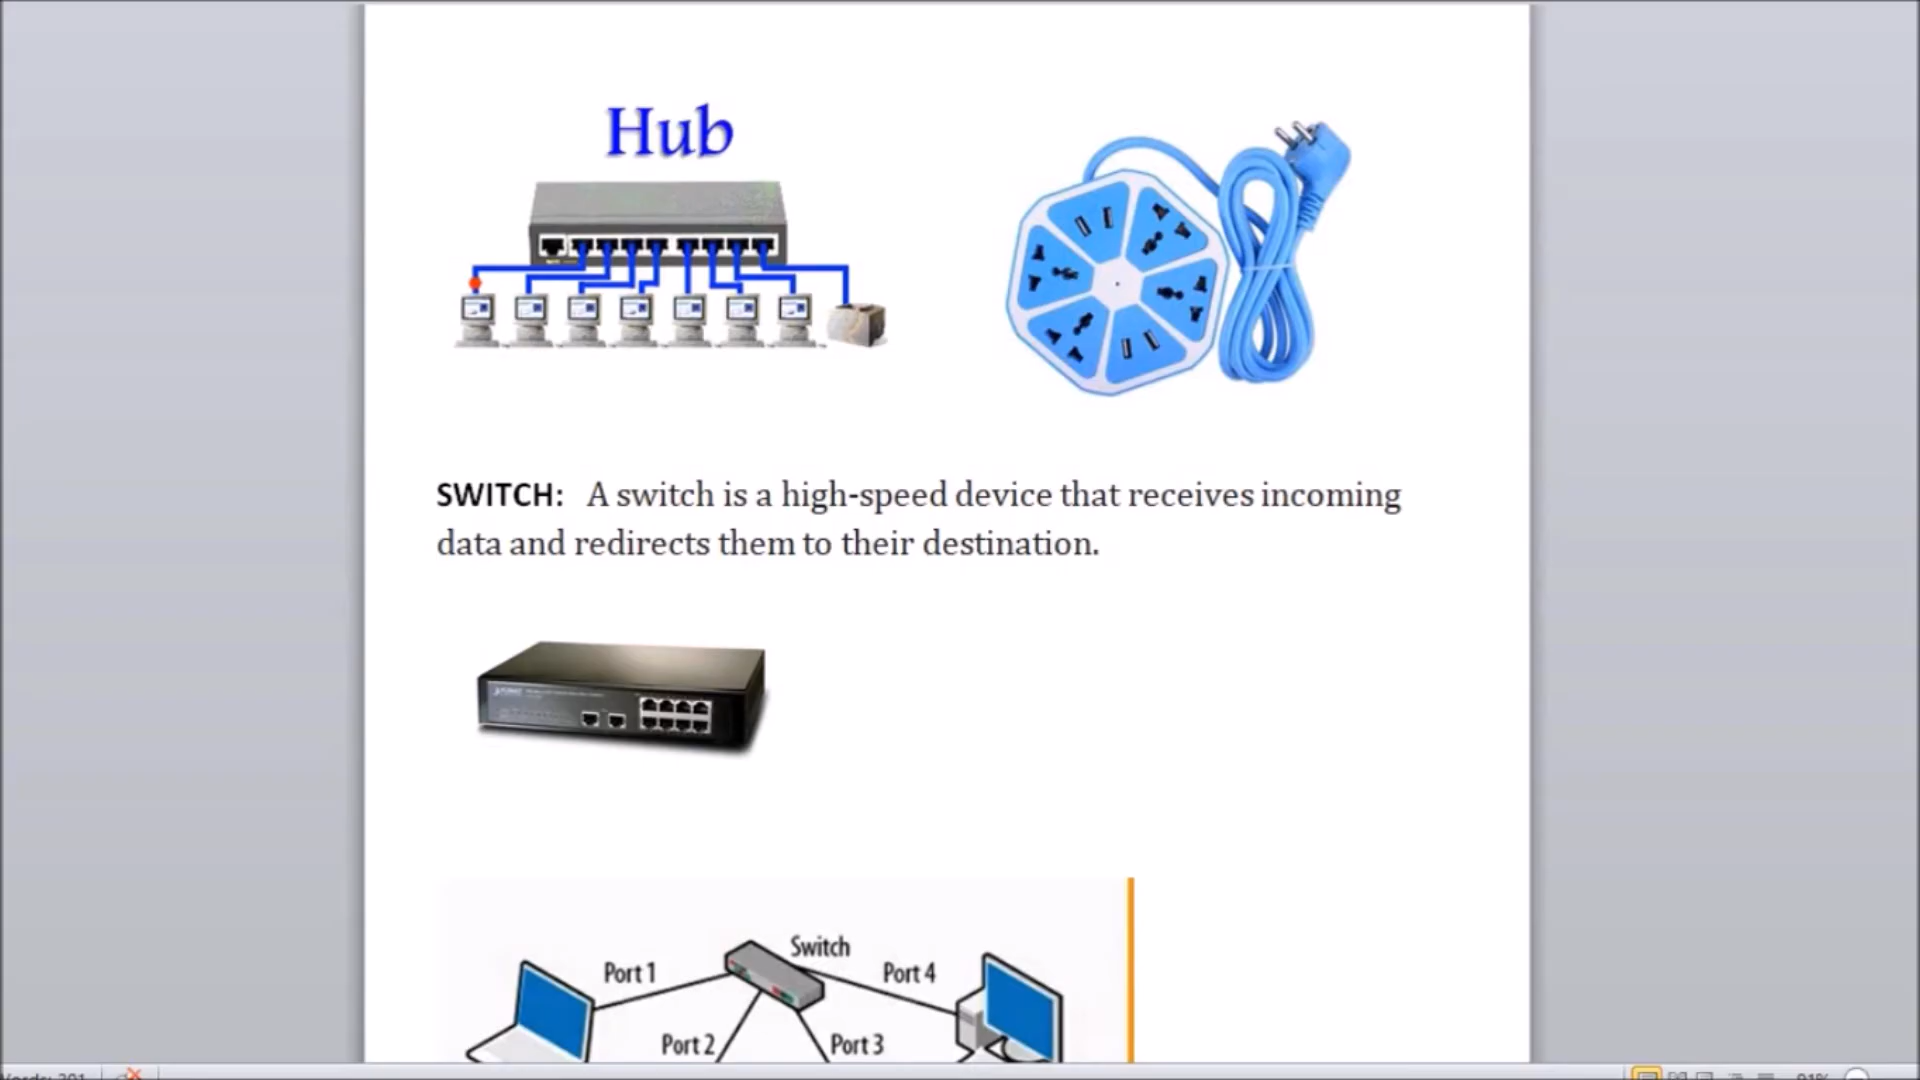 Hub
SWITCH: A switch is a high-speed device that receives incoming
data and redirects them to their destination.
Switch
Port 1
Port 4
Port 2
Port 3